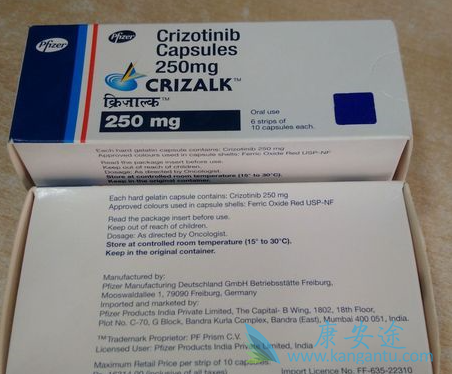 Pfizer
Crizotinib
Capsules
250mg
CRIZALK™
क्रिज़ाल्क™
250 mg
Oral use
6 strips of
10 capsules each.
Each hard gelatin capsule contains: Crizotinib 250 mg
Approved colours used in capsule shells: Ferric Oxide Red USP-NF
Read the package insert before use.
Keep out of reach of children.
Dosage: As directed by Oncologist.
Store at controlled room temperature (15° to 30°C).
Keep in the original container.
Pfizer
Each hard gelatin capsule contains: Crizotinib 250 mg
Approved colours used in capsule shells: Ferric Oxide Red USP-NF
Read the package insert before use.
Keep out of reach of children.
Dosage: As directed by Oncologist.
Store at controlled room temperature (15° to 30°C).
Keep in the original container.
Manufactured by:
Pfizer Manufacturing Deutschland GmbH Betriebsstätte Freiburg,
Mooswaldallee 1, 79090 Freiburg, Germany
Imported and marketed by:
Pfizer Products India Private Limited, The Capital- B Wing, 1802, 18th Floor,
Plot No. C-70, G Block, Bandra Kurla Complex, Bandra (East), Mumbai 400 051, India.
™Trademark Proprietor: PF Prism C.V.
Licensed User: Pfizer Products India Private Limited, India
Maximum Retail Price per strip of 10 capsules
(Inclusive of all taxes)
Import Licence No. FF-635-22310
康安途
www.kangantu.com